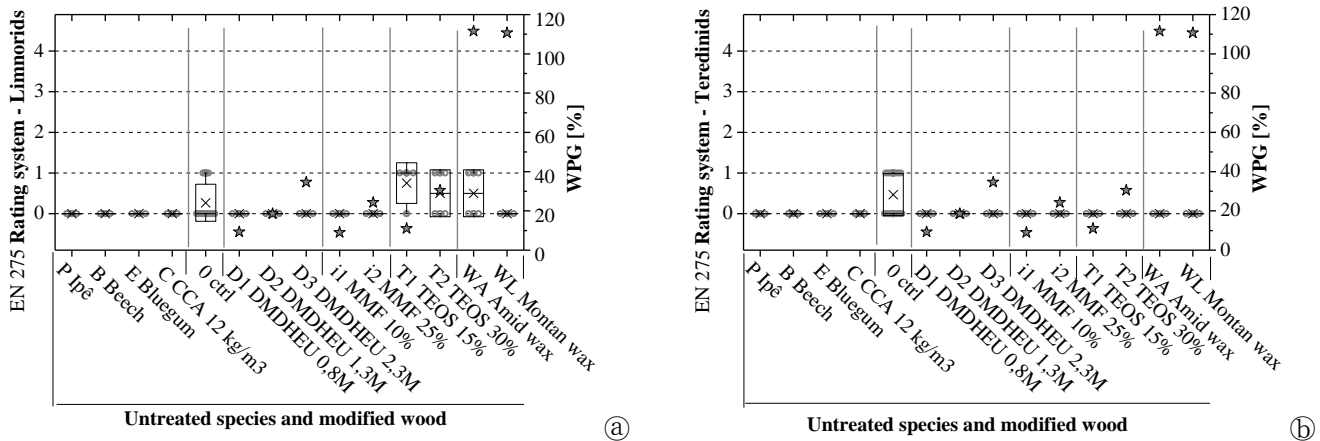 EN 275 Rating system - Limnorids
4
3
2
1
0
120
100
80
60
40
20
0
WPG [%]
P Ipê
B Beech
E Bluegum
C CCA 12 kg/m3
0 ctrl
D1 DMDHEU 0,8M
D2 DMDHEU 1,3M
D3 DMDHEU 2,3M
i1 MMF 10%
i2 MMF 25%
T1 TEOS 15%
T2 TEOS 30%
WA Amid wax
WL Montan wax
Untreated species and modified wood
ⓐ
EN 275 Rating system - Teredinids
4
3
2
1
0
120
100
80
60
40
20
0
WPG [%]
P Ipê
B Beech
E Bluegum
C CCA 12 kg/m3
0 ctrl
D1 DMDHEU 0,8M
D2 DMDHEU 1,3M
D3 DMDHEU 2,3M
i1 MMF 10%
i2 MMF 25%
T1 TEOS 15%
T2 TEOS 30%
WA Amid wax
WL Montan wax
Untreated species and modified wood
ⓑ